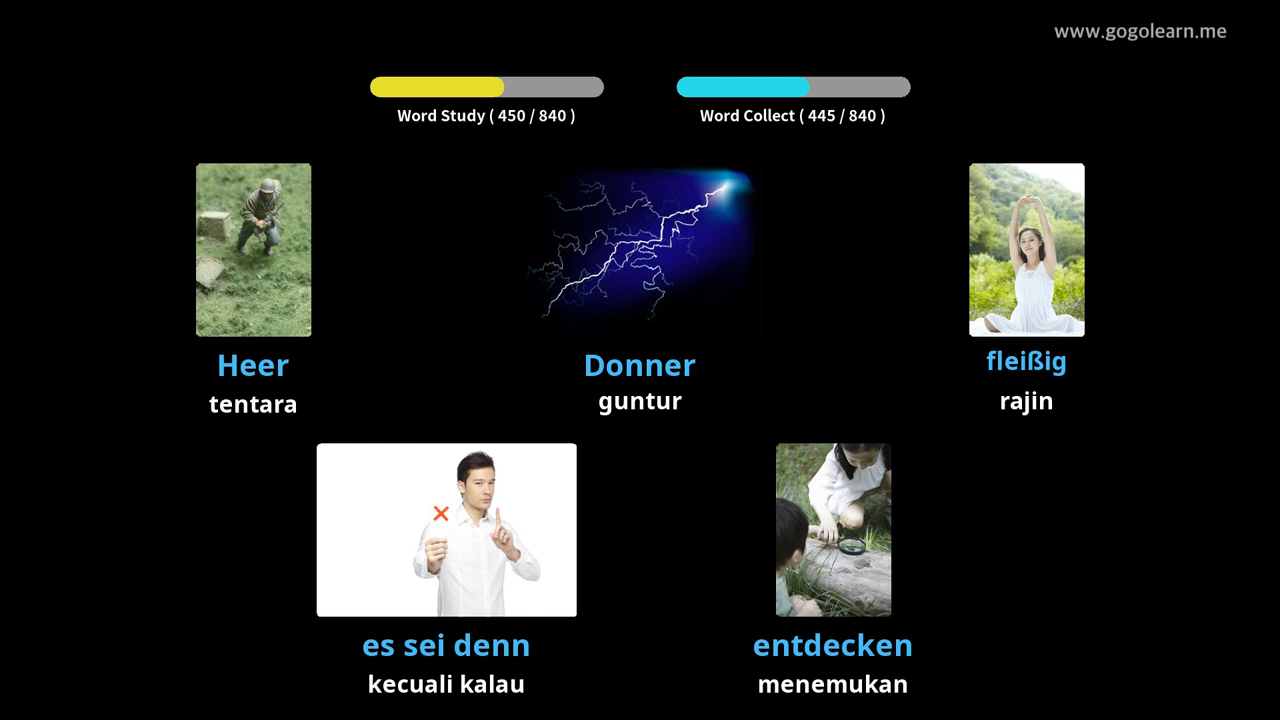 www.gogolearn.me
Word Study ( 450 / 840 )
Word Collect ( 445 / 840 )
Heer
tentara
Donner
guntur
fleißig
rajin
es sei denn
kecuali kalau
entdecken
menemukan